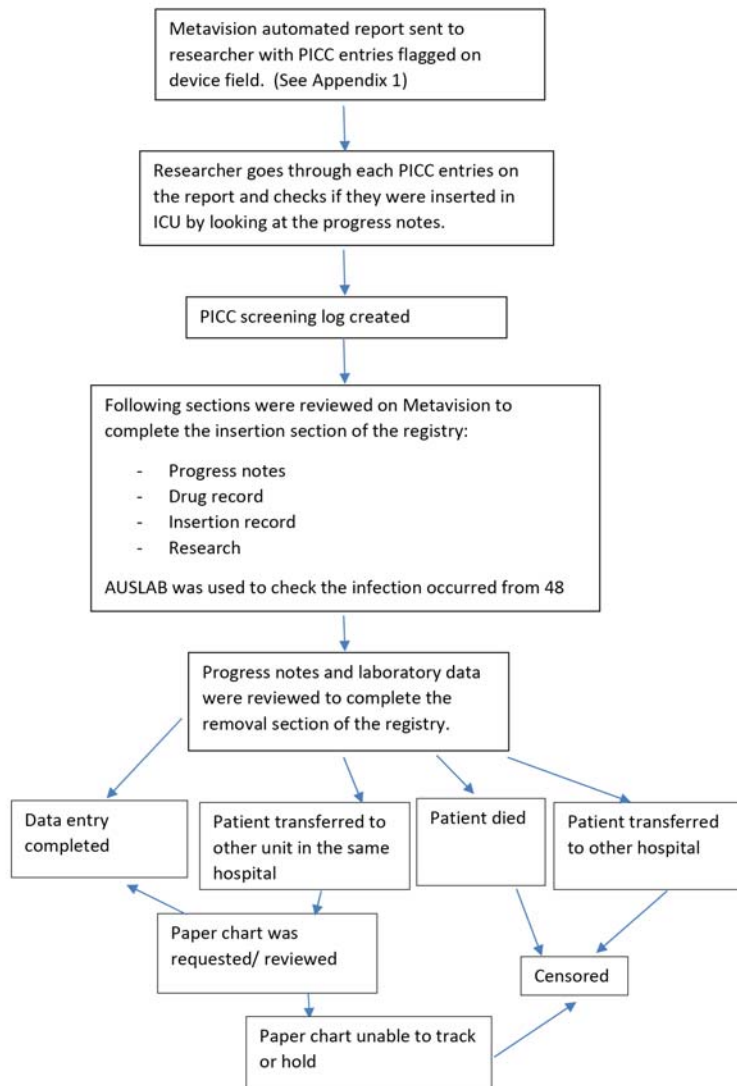 Metavision automated report sent to
researcher with PICC entries flagged on
device field.  (See Appendix 1)
Researcher goes through each PICC entries on
the report and checks if they were inserted in
ICU by looking at the progress notes.
PICC screening log created
Following sections were reviewed on Metavision to
complete the insertion section of the registry:
- Progress notes
- Drug record
- Insertion record
- Research
AUSLAB was used to check the infection occurred from 48
Progress notes and laboratory data
were reviewed to complete the
removal section of the registry.
Data entry
completed
Patient transferred to
other unit in the same
hospital
Patient died
Patient transferred
to other hospital
Paper chart was
requested/ reviewed
Censored
Paper chart unable to track
or hold